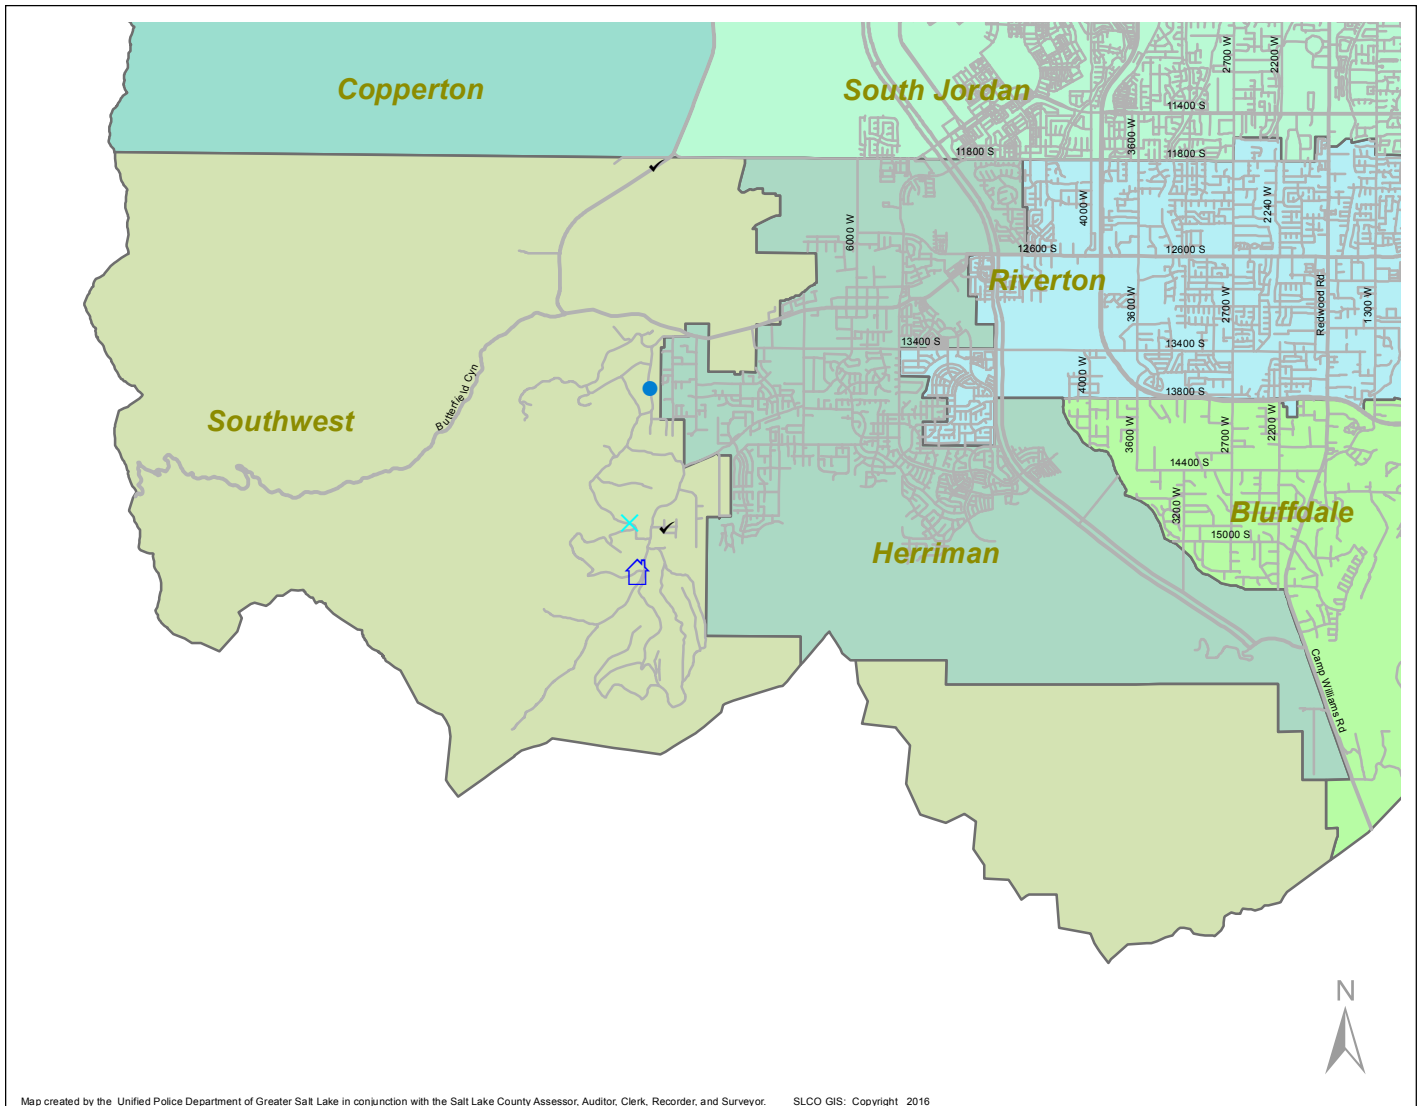 Copperton
South Jordan
2700 W
2200 W
11400 S
3600 W
11800 S
11800 S
4000 W
2240 W
6000 W
12600 S
12600 S
Riverton
3600 W
2700 W
Redwood Rd
1300 W
13400 S
13400 S
4000 W
13800 S
Butterfield Cyn
Southwest
3600 W
2700 W
2200 W
14400 S
3200 W
Bluffdale
15000 S
Herriman
Camp Williams Rd
N
Map created by the Unified Police Department of Greater Salt Lake in conjunction with the Salt Lake County Assessor, Auditor, Clerk, Recorder, and Surveyor. SLCO GIS: Copyright 2016